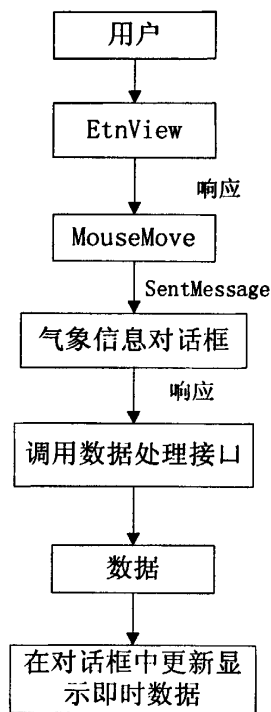 用户
EtnView
响应
MouseMove
SentMessage
气象信息对话框
响应
调用数据处理接口
数据
在对话框中更新显
示即时数据